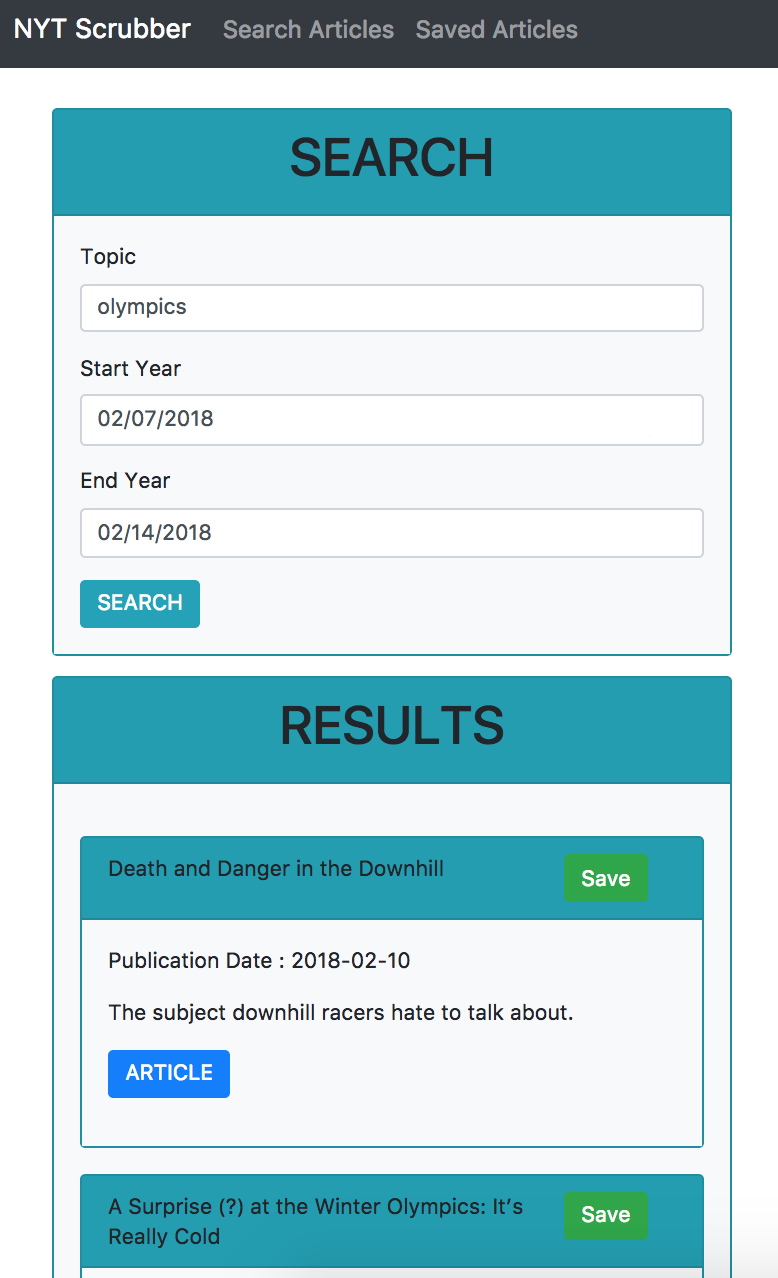 NYT Scrubber Search Articles Saved Articles
SEARCH
Topic
olympics
Start Year
02/07/2018
End Year
02/14/2018
SEARCH
RESULTS
Death and Danger in the Downhill Save
Publication Date : 2018-02-10
The subject downhill racers hate to talk about.
ARTICLE
A Surprise (?) at the Winter Olympics: It’s Save
Really Cold